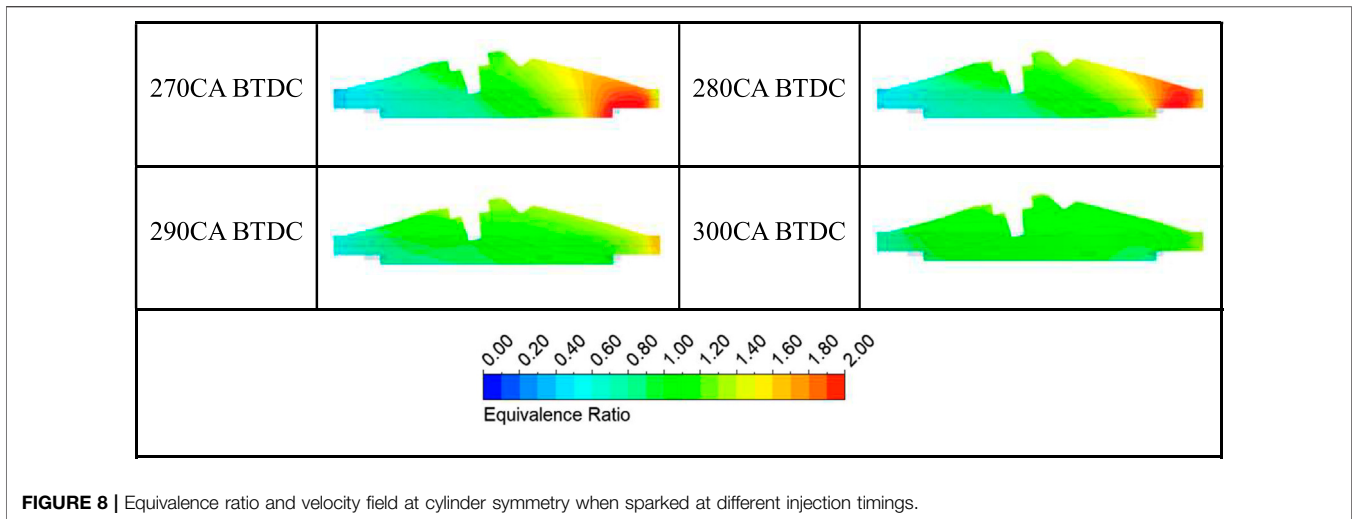 270CA BTDC
280CA BTDC
290CA BTDC
300CA BTDC
0.00 0.20 0.40 0.60 0.80 1.00 1.20 1.40 1.60 1.80 2.00
Equivalence Ratio
FIGURE 8 | Equivalence ratio and velocity field at cylinder symmetry when sparked at different injection timings.